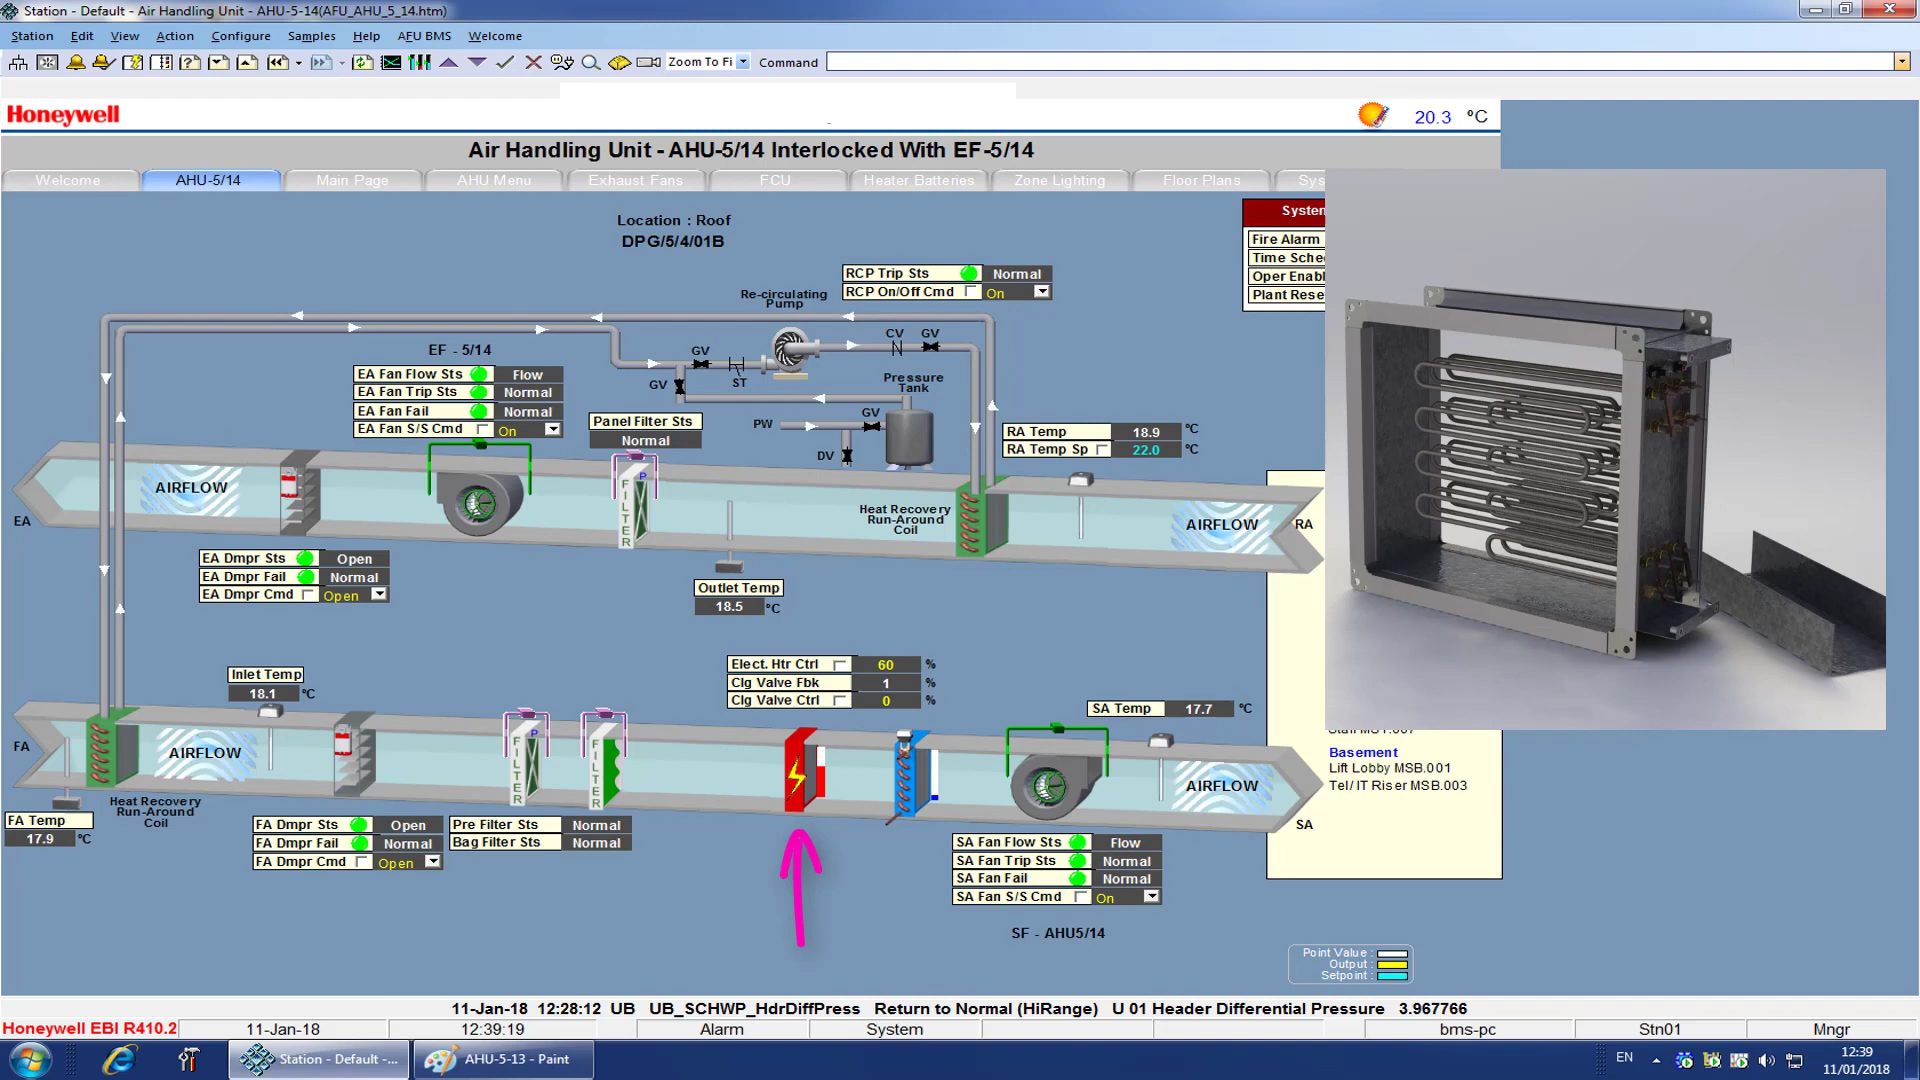 Station - Default - Air Handling Unit - AHU-5-14(AFU_AHU_5_14.htm)
Station Edit View Action Configure Samples Help AFU BMS Welcome
Zoom To Fi Command
Honeywell
20.3 ºC
Air Handling Unit - AHU-5/14 Interlocked With EF-5/14
Welcome AHU-5/14 Main Page AHU Menu Exhaust Fans FCU Heater Batteries Zone Lighting Floor Plans Sys
Location : Roof
DPG/5/4/01B
System
Fire Alarm
Time Sche
Oper Enabl
Plant Rese
RCP Trip Sts Normal
RCP On/Off Cmd On
Re-circulating
Pump
CV GV
GV
ST
GV
Pressure
Tank
GV
PW
DV
EF - 5/14
EA Fan Flow Sts Flow
EA Fan Trip Sts Normal
EA Fan Fail Normal
EA Fan S/S Cmd On
Panel Filter Sts
Normal
RA Temp 18.9 ºC
RA Temp Sp 22.0 ºC
AIRFLOW
EA
FILTER
P
Heat Recovery
Run-Around
Coil
AIRFLOW
RA
EA Dmpr Sts Open
EA Dmpr Fail Normal
EA Dmpr Cmd Open
Outlet Temp
18.5 ºC
Inlet Temp
18.1 ºC
Elect. Htr Ctrl 60 %
Clg Valve Fbk 1 %
Clg Valve Ctrl 0 %
SA Temp 17.7 ºC
FA
AIRFLOW
FILTER
P
FILTER
AIRFLOW
SA
Heat Recovery
Run-Around
Coil
FA Temp
17.9 ºC
FA Dmpr Sts Open
FA Dmpr Fail Normal
FA Dmpr Cmd Open
Pre Filter Sts Normal
Bag Filter Sts Normal
SA Fan Flow Sts Flow
SA Fan Trip Sts Normal
SA Fan Fail Normal
SA Fan S/S Cmd On
SF - AHU5/14
Basement
Lift Lobby MSB.001
Tel/ IT Riser MSB.003
Point Value :
Output :
Setpoint :
11-Jan-18 12:28:12 UB UB_SCHWP_HdrDiffPress Return to Normal (HiRange) U 01 Header Differential Pressure 3.967766
Honeywell EBI R410.2 11-Jan-18 12:39:19 Alarm System bms-pc Stn01 Mngr
Station - Default -... AHU-5-13 - Paint EN 12:39
11/01/2018